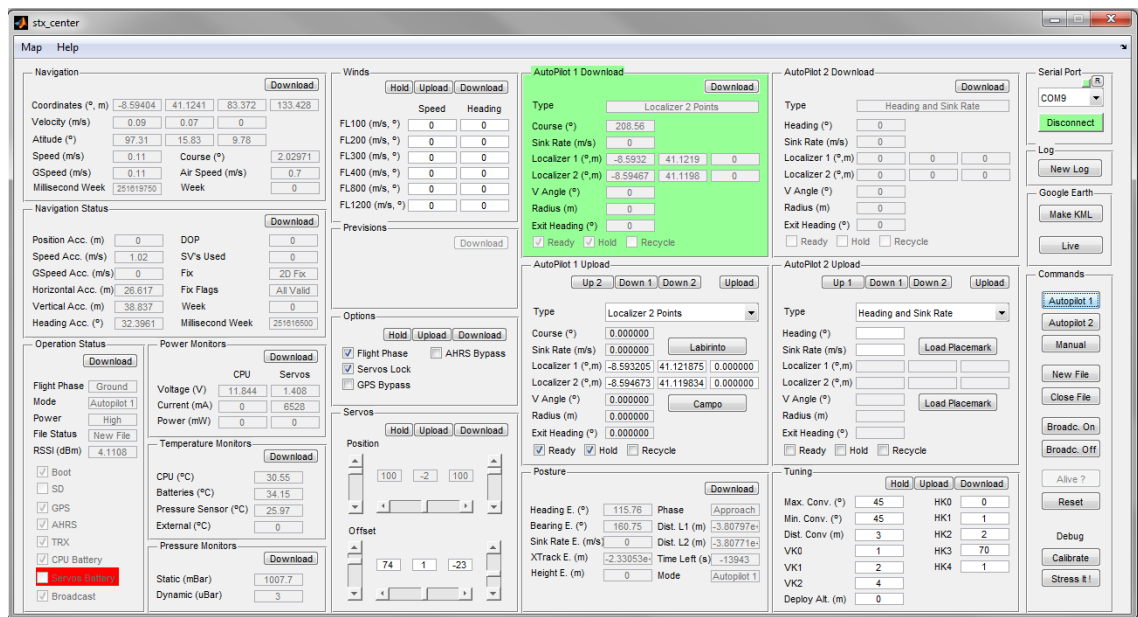 stx_center
Map Help
Navigation
Download
Coordinates (º, m) -8.59404 41.1241 83.372 133.428
Velocity (m/s) 0.09 0.07 0
Attitude (º) 97.31 15.83 9.78
Speed (m/s) 0.11 Course (º) 2.02971
GSpeed (m/s) 0.11 Air Speed (m/s) 0.7
Millisecond Week 251619750 Week 0
Navigation Status
Download
Position Acc. (m) 0 DOP 0
Speed Acc. (m/s) 1.02 SV's Used 0
GSpeed Acc. (m/s) 0 Fix 2D Fix
Horizontal Acc. (m) 26.617 Fix Flags All Valid
Vertical Acc. (m) 38.837 Week 0
Heading Acc. (º) 32.3961 Millisecond Week 251616500
Operation Status
Download
Flight Phase Ground
Mode Autopilot 1
Power High
File Status New File
RSSI (dBm) 4.1108
Boot
SD
GPS
AHRS
TRX
CPU Battery
Servos Battery
Broadcast
Power Monitors
Download
CPU Servos
Voltage (V) 11.844 1.408
Current (mA) 0 6528
Power (mW) 0 0
Temperature Monitors
Download
CPU (ºC) 30.55
Batteries (ºC) 34.15
Pressure Sensor (ºC) 25.97
External (ºC) 0
Pressure Monitors
Download
Static (mBar) 1007.7
Dynamic (uBar) 3
Winds
Hold Upload Download
Speed Heading
FL100 (m/s, º) 0 0
FL200 (m/s, º) 0 0
FL300 (m/s, º) 0 0
FL400 (m/s, º) 0 0
FL800 (m/s, º) 0 0
FL1200 (m/s, º) 0 0
Previsions
Download
Options
Hold Upload Download
Flight Phase AHRS Bypass
Servos Lock
GPS Bypass
Servos
Hold Upload Download
Position
100 -2 100
Offset
74 1 -23
AutoPilot 1 Download
Download
Type Localizer 2 Points
Course (º) 208.56
Sink Rate (m/s) 0
Localizer 1 (º,m) -8.5932 41.1219 0
Localizer 2 (º,m) -8.59467 41.1198 0
V Angle (º) 0
Radius (m) 0
Exit Heading (º) 0
Ready Hold Recycle
AutoPilot 1 Upload
Up 2 Down 1 Down 2 Upload
Type Localizer 2 Points
Course (º) 0.000000
Sink Rate (m/s) 0.000000 Labirinto
Localizer 1 (º,m) -8.593205 41.121875 0.000000
Localizer 2 (º,m) -8.594673 41.119834 0.000000
V Angle (º) 0.000000 Campo
Radius (m) 0.000000
Exit Heading (º) 0.000000
Ready Hold Recycle
Posture
Download
Heading E. (º) 115.76 Phase Approach
Bearing E. (º) 160.75 Dist. L1 (m) -3.80797e-
Sink Rate E. (m/s) 0 Dist. L2 (m) -3.80771e-
XTrack E. (m) -2.33053e- Time Left (s) -13943
Height E. (m) 0 Mode Autopilot 1
AutoPilot 2 Download
Download
Type Heading and Sink Rate
Heading (º) 0
Sink Rate (m/s) 0
Localizer 1 (º,m) 0 0 0
Localizer 2 (º,m) 0 0 0
V Angle (º) 0
Radius (m) 0
Exit Heading (º) 0
Ready Hold Recycle
AutoPilot 2 Upload
Up 1 Down 1 Down 2 Upload
Type Heading and Sink Rate
Heading (º)
Sink Rate (m/s) Load Placemark
Localizer 1 (º,m)
Localizer 2 (º,m)
V Angle (º) Load Placemark
Radius (m)
Exit Heading (º)
Ready Hold Recycle
Tuning
Hold Upload Download
Max. Conv. (º) 45 HK0 0
Min. Conv. (º) 45 HK1 1
Dist. Conv (m) 3 HK2 2
VK0 1 HK3 70
VK1 2 HK4 1
VK2 4
Deploy Alt. (m) 0
Serial Port
R
COM9
Disconnect
Log
New Log
Google Earth
Make KML
Live
Commands
Autopilot 1
Autopilot 2
Manual
New File
Close File
Broadc. On
Broadc. Off
Alive ?
Reset
Debug
Calibrate
Stress It !